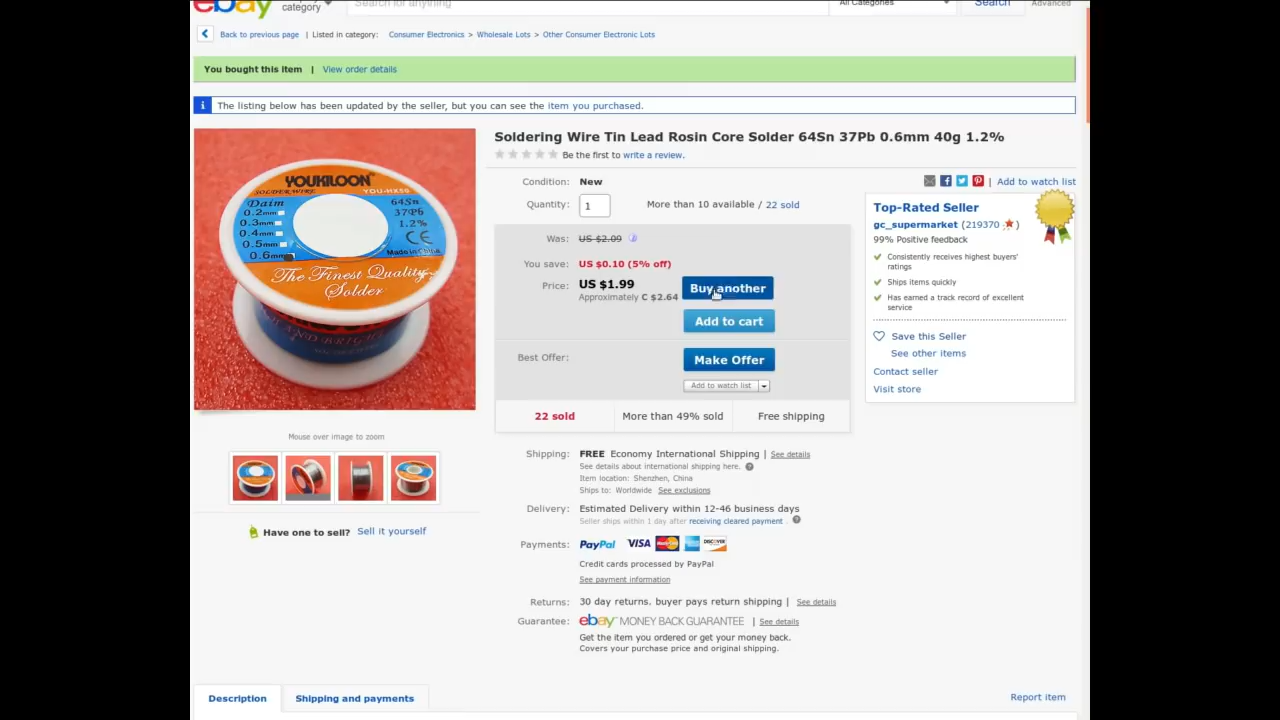 ebay
category
Search for anything
All Categories
Search
Advanced
Back to previous page | Listed in category: Consumer Electronics > Wholesale Lots > Other Consumer Electronic Lots
You bought this item | View order details
i The listing below has been updated by the seller, but you can see the item you purchased.
Soldering Wire Tin Lead Rosin Core Solder 64Sn 37Pb 0.6mm 40g 1.2%
Be the first to write a review.
YOUKILOON
SOLDER WIRE YOU-HX50
Daim
0.2mm
0.3mm
0.4mm
0.5mm
0.6mm
64Sn
37Pb
1.2%
CE
Made in China
The Finest Quality
Solder
Mouse over image to zoom
Have one to sell? Sell it yourself
Condition: New
Quantity: 1 More than 10 available / 22 sold
Was: US $2.09
You save: US $0.10 (5% off)
Price: US $1.99
Approximately C $2.64
Buy another
Add to cart
Best Offer:
Make Offer
Add to watch list
22 sold More than 49% sold Free shipping
Shipping: FREE Economy International Shipping | See details
See details about international shipping here. ?
Item location: Shenzhen, China
Ships to: Worldwide See exclusions
Delivery: Estimated Delivery within 12-46 business days
Seller ships within 1 day after receiving cleared payment . ?
Payments: PayPal VISA MasterCard DISCOVER
Credit cards processed by PayPal
See payment information
Returns: 30 day returns. buyer pays return shipping | See details
Guarantee: ebay MONEY BACK GUARANTEE | See details
Get the item you ordered or get your money back.
Covers your purchase price and original shipping.
| Add to watch list
Top-Rated Seller
gc_supermarket (219370 )
99% Positive feedback
Consistently receives highest buyers'
ratings
Ships items quickly
Has earned a track record of excellent
service
Save this Seller
See other items
Contact seller
Visit store
Description
Shipping and payments
Report item